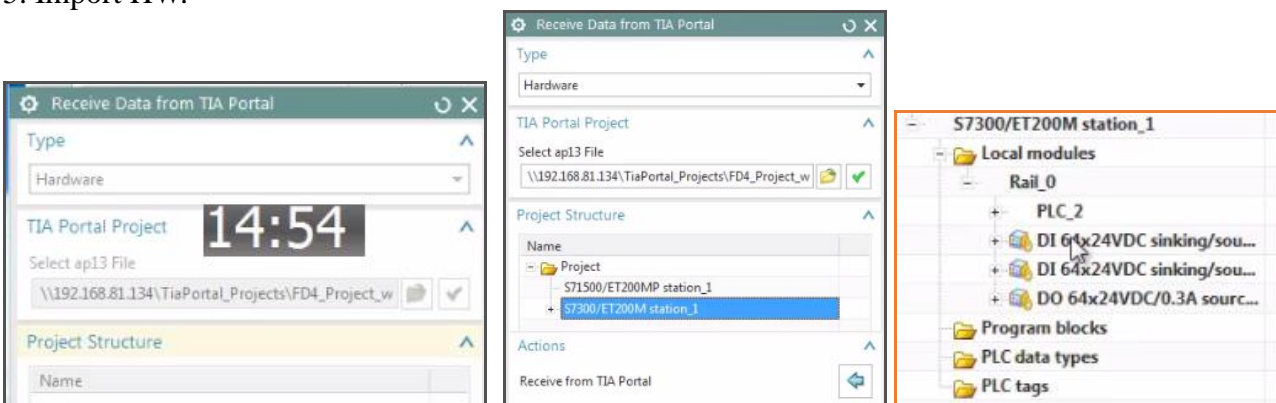 Receive Data from TIA Portal
Type
Hardware
TIA Portal Project
14:54
Select ap13 File
\\192.168.81.134\TiaPortal_Projects\FD4_Project_w
Project Structure
Name
Receive Data from TIA Portal
Type
Hardware
TIA Portal Project
Select ap13 File
\\192.168.81.134\TiaPortal_Projects\FD4_Project_w
Project Structure
Name
Project
S71500/ET200MP station_1
S7300/ET200M station_1
Actions
Receive from TIA Portal
S7300/ET200M station_1
Local modules
Rail_0
PLC_2
DI 64x24VDC sinking/sou...
DI 64x24VDC sinking/sou...
DO 64x24VDC/0.3A sourc...
Program blocks
PLC data types
PLC tags